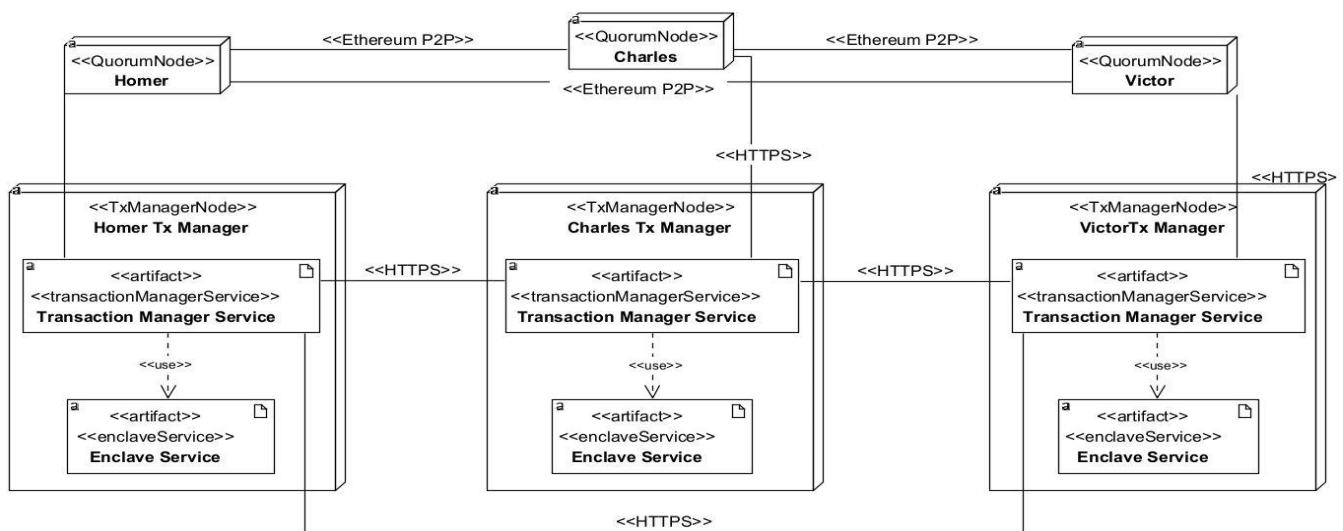 <<Ethereum P2P>>
<<Ethereum P2P>>
a
<<QuorumNode>>
Charles
a
<<QuorumNode>>
Homer
a
<<QuorumNode>>
Victor
<<Ethereum P2P>>
<<HTTPS>>
<<HTTPS>
a
<<TxManagerNode>>
Homer Tx Manager
a
<<TxManagerNode>>
Charles Tx Manager
a
<<TxManagerNode>>
VictorTx Manager
a
<<artifact>>
<<transactionManagerService>>
Transaction Manager Service
<<HTTPS>>
a
<<artifact>>
<<transactionManagerService>>
Transaction Manager Service
<<HTTPS>>
a
<<artifact>>
<<transactionManagerService>>
Transaction Manager Service
<<use>>
<<use>>
<<use>>
a
<<artifact>>
<<enclaveService>>
Enclave Service
a
<<artifact>>
<<enclaveService>>
Enclave Service
a
<<artifact>>
<<enclaveService>>
Enclave Service
<<HTTPS>>